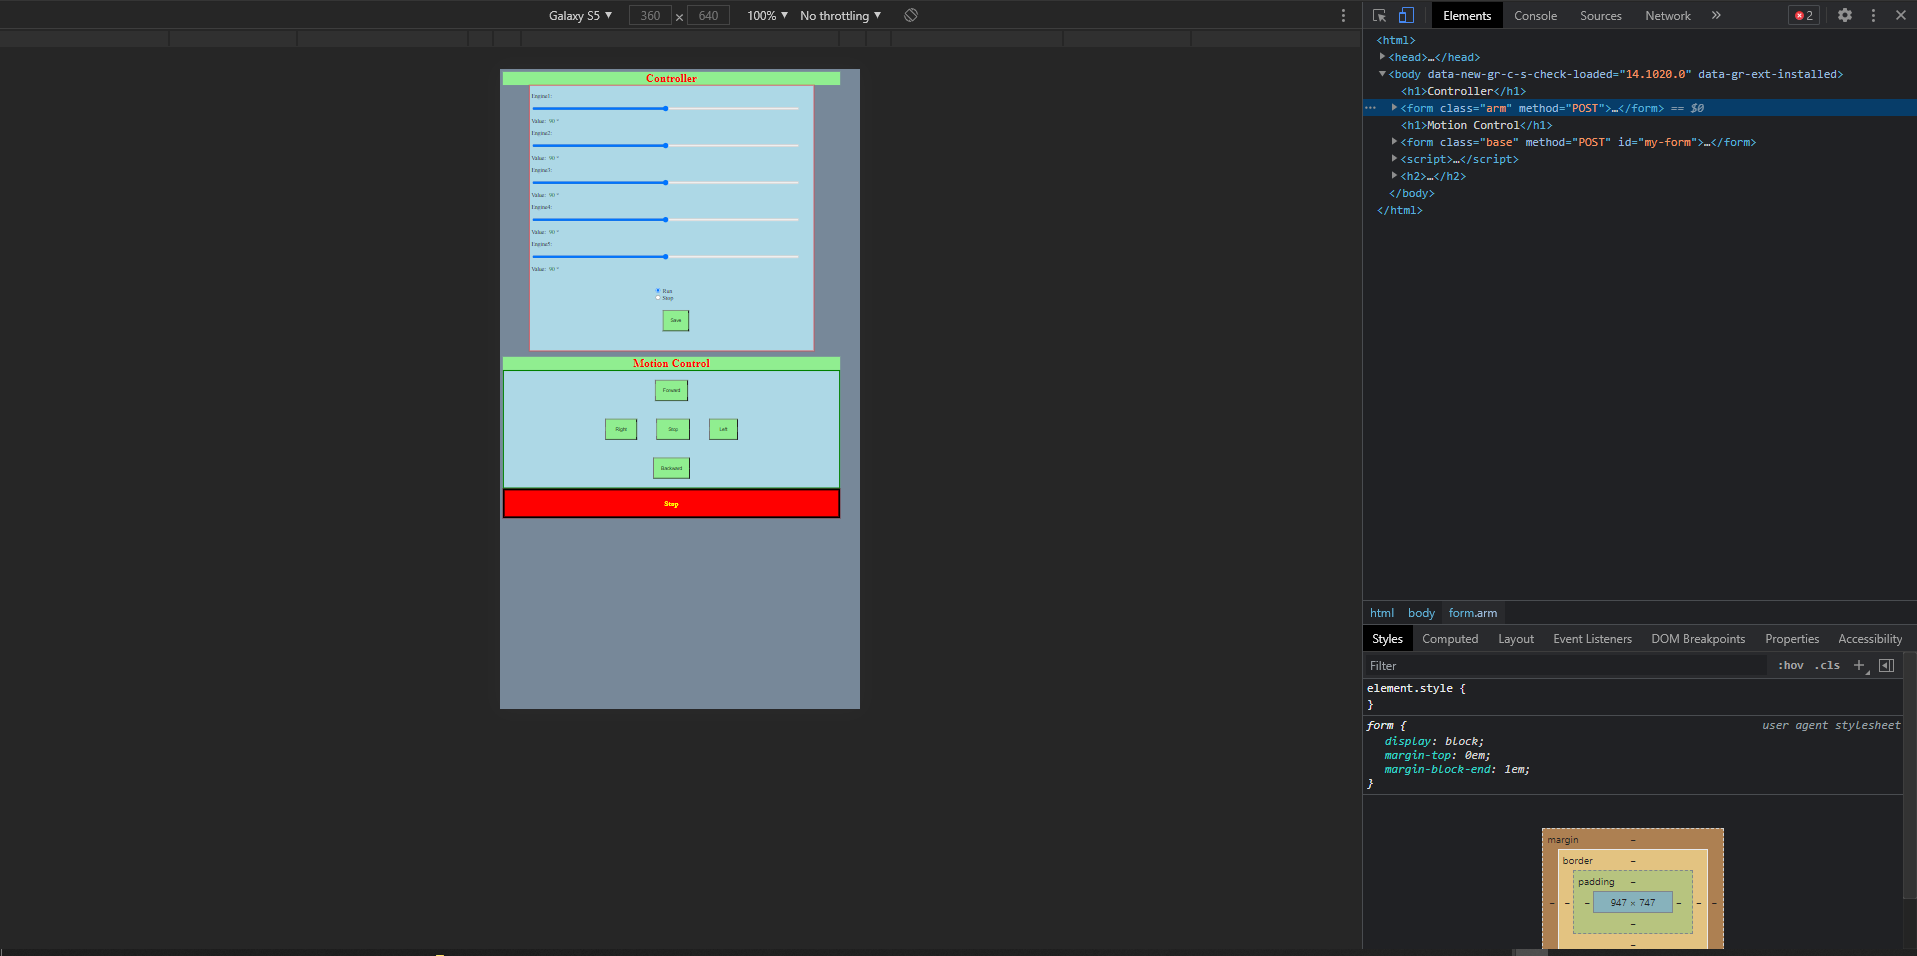 Galaxy S5 ▼ 360 × 640 100% ▼ No throttling ▼
Elements Console Sources Network » 2
Controller
Engine1:
Value: 90 °
Engine2:
Value: 90 °
Engine3:
Value: 90 °
Engine4:
Value: 90 °
Engine5:
Value: 90 °
Run
Stop
Save
Motion Control
Forward
Right Stop Left
Backward
Stop
<html>
<head>…</head>
<body data-new-gr-c-s-check-loaded="14.1020.0" data-gr-ext-installed>
<h1>Controller</h1>
<form class="arm" method="POST">…</form> == $0
<h1>Motion Control</h1>
<form class="base" method="POST" id="my-form">…</form>
<script>…</script>
<h2>…</h2>
</body>
</html>
html body form.arm
Styles Computed Layout Event Listeners DOM Breakpoints Properties Accessibility
Filter :hov .cls +
element.style {
}
form { user agent stylesheet
display: block;
margin-top: 0em;
margin-block-end: 1em;
}
margin –
border –
padding –
– – – 947 × 747 – – –
–
–